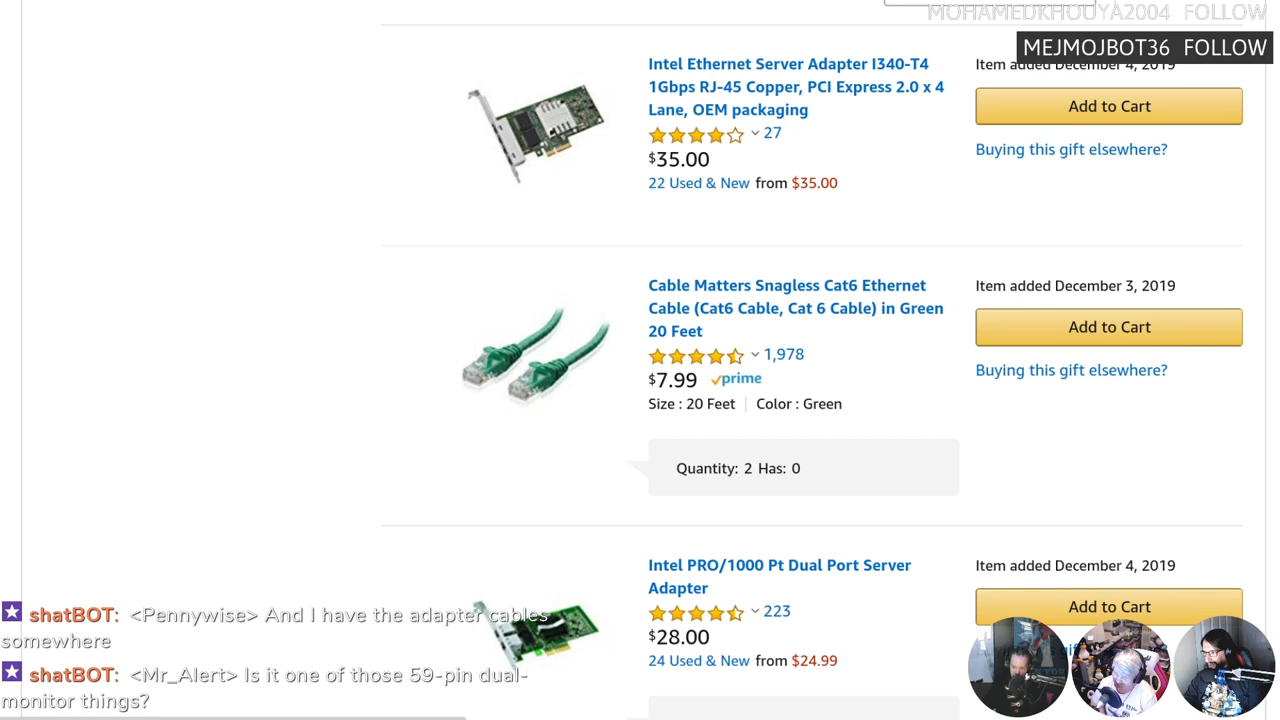 MOHAMEDKHOUYA2004 FOLLOW
MEJMOJBOT36 FOLLOW
Intel Ethernet Server Adapter I340-T4
1Gbps RJ-45 Copper, PCI Express 2.0 x 4
Lane, OEM packaging
27
$35.00
22 Used & New from $35.00
Item added December 4, 2019
Add to Cart
Buying this gift elsewhere?
Cable Matters Snagless Cat6 Ethernet
Cable (Cat6 Cable, Cat 6 Cable) in Green
20 Feet
1,978
$7.99 prime
Size : 20 Feet Color : Green
Quantity: 2 Has: 0
Item added December 3, 2019
Add to Cart
Buying this gift elsewhere?
Intel PRO/1000 Pt Dual Port Server
Adapter
223
$28.00
24 Used & New from $24.99
Item added December 4, 2019
Add to Cart
shatBOT: <Pennywise> And I have the adapter cables
somewhere
shatBOT: <Mr_Alert> Is it one of those 59-pin dual-
monitor things?